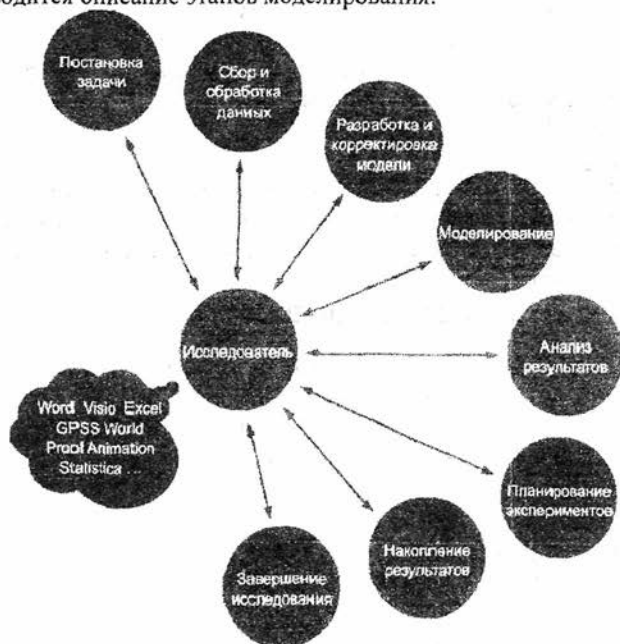 водится описание этапов моделирования.
Постановка
задачи
Сбор и
обработка
данных
Разработка и
корректировка
модели
Моделирование
Исследователь
Анализ
результатов
Word Visio Excel
GPSS World
Proof Animation
Statistica ...
Планирование
экспериментов
Накопление
результатов
Завершение
исследования